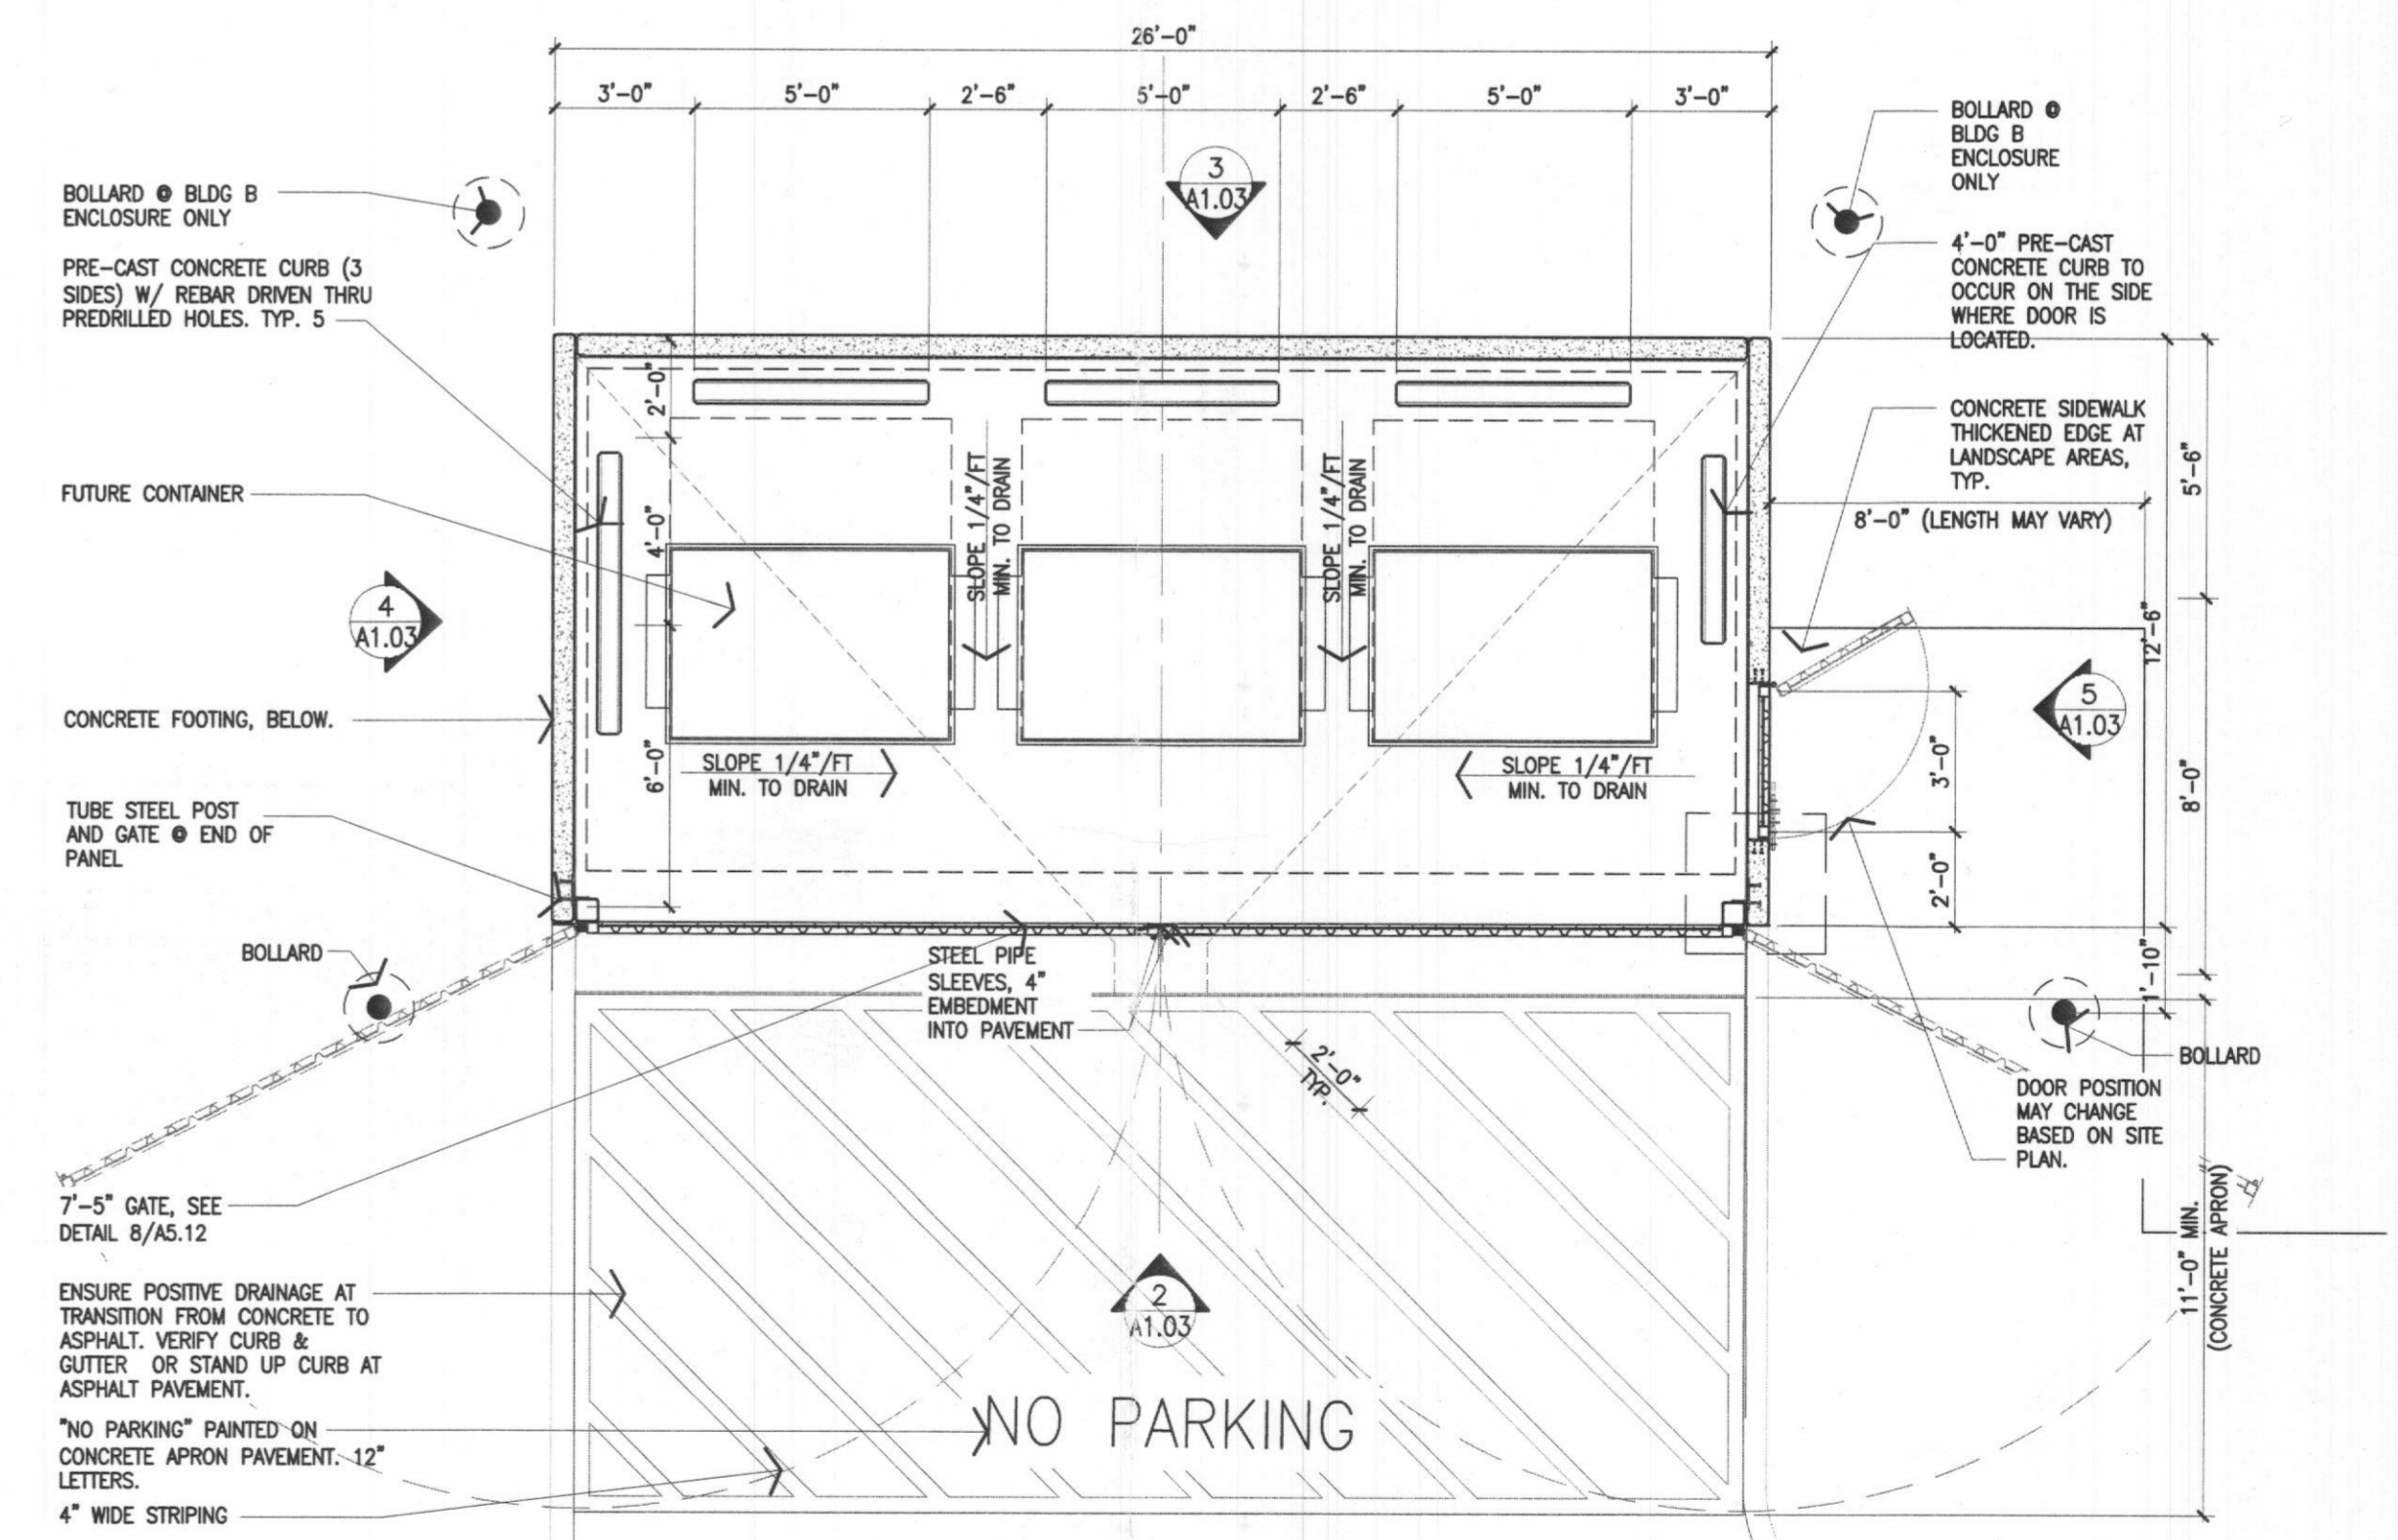 26'-0"
3'-0"
5'-0"
2'-6"
5'-0"
2'-6"
5'-0"
3'-0"
BOLLARD @ BLDG B
ENCLOSURE ONLY
PRE-CAST CONCRETE CURB (3
SIDES) W/ REBAR DRIVEN THRU
PREDRILLED HOLES. TYP. 5
FUTURE CONTAINER
4
A1.03
CONCRETE FOOTING, BELOW.
TUBE STEEL POST
AND GATE @ END OF
PANEL
BOLLARD
7'-5" GATE, SEE
DETAIL 8/A5.12
ENSURE POSITIVE DRAINAGE AT
TRANSITION FROM CONCRETE TO
ASPHALT. VERIFY CURB &
GUTTER OR STAND UP CURB AT
ASPHALT PAVEMENT.
"NO PARKING" PAINTED ON
CONCRETE APRON PAVEMENT. 12"
LETTERS.
4" WIDE STRIPING
3
A1.03
2'-0"
4'-0"
6'-0"
SLOPE 1/4"/FT
MIN. TO DRAIN
SLOPE 1/4"/FT
MIN. TO DRAIN
SLOPE 1/4"/FT
MIN. TO DRAIN
SLOPE 1/4"/FT
MIN. TO DRAIN
STEEL PIPE
SLEEVES, 4"
EMBEDMENT
INTO PAVEMENT
2'-0"
TYP.
2
A1.03
NO PARKING
BOLLARD @
BLDG B
ENCLOSURE
ONLY
4'-0" PRE-CAST
CONCRETE CURB TO
OCCUR ON THE SIDE
WHERE DOOR IS
LOCATED.
CONCRETE SIDEWALK
THICKENED EDGE AT
LANDSCAPE AREAS,
TYP.
8'-0" (LENGTH MAY VARY)
5'-6"
12'-6"
5
A1.03
3'-0"
8'-0"
2'-0"
1'-10"
BOLLARD
DOOR POSITION
MAY CHANGE
BASED ON SITE
PLAN.
11'-0" MIN.
(CONCRETE APRON)